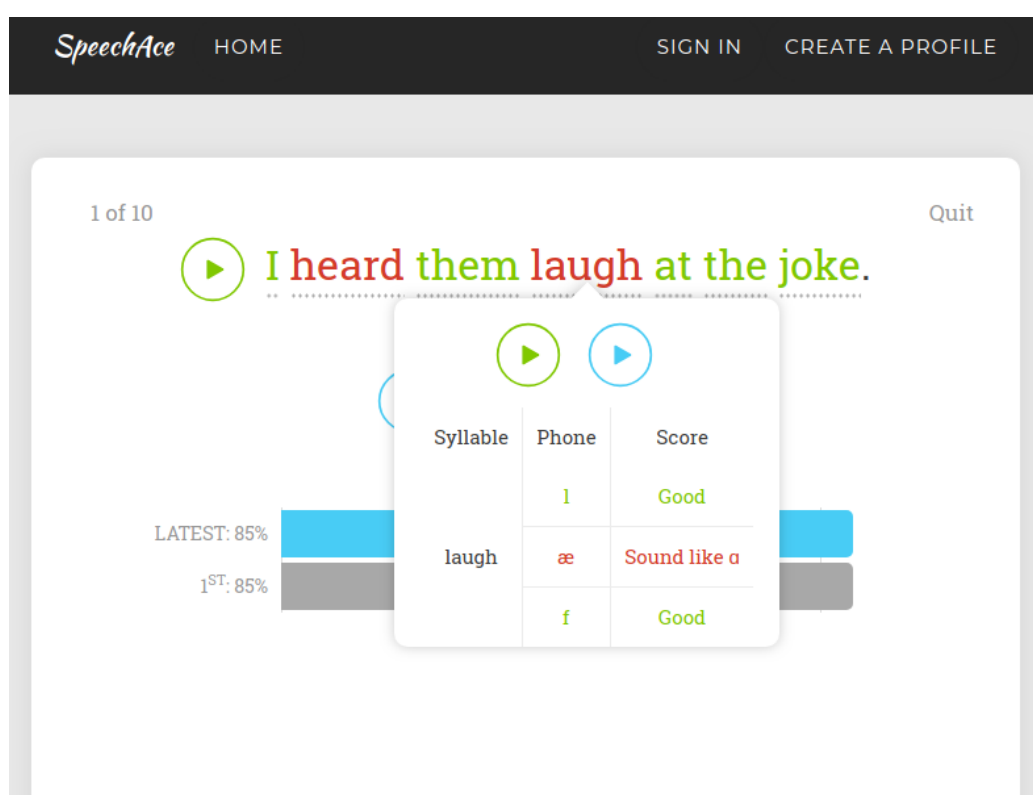 SpeechAce HOME SIGN IN CREATE A PROFILE
1 of 10 Quit
I heard them laugh at the joke.
Syllable Phone Score
l Good
LATEST: 85%
laugh æ Sound like ɑ
1ST: 85%
f Good